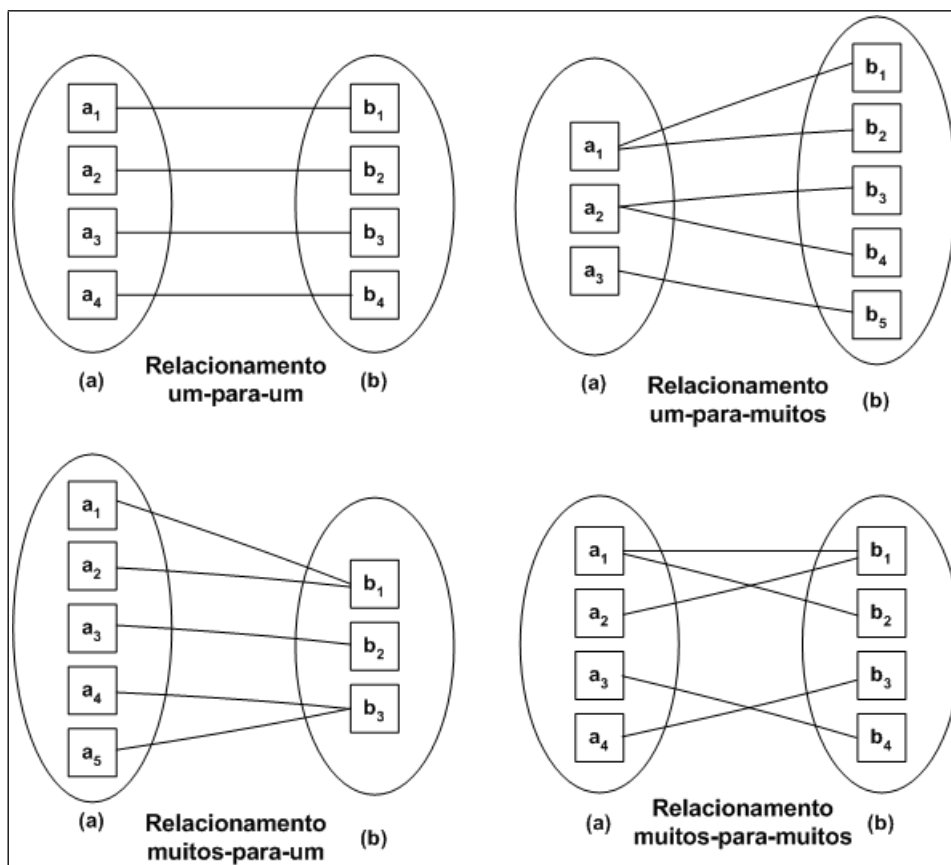 a1 b1
a2 b2
a3 b3
a4 b4
(a) Relacionamento (b)
um-para-um
b1
a1 b2
a2 b3
a3 b4
b5
(a) Relacionamento (b)
um-para-muitos
a1
a2 b1
a3 b2
a4 b3
a5
(a) Relacionamento (b)
muitos-para-um
a1 b1
a2 b2
a3 b3
a4 b4
(a) Relacionamento (b)
muitos-para-muitos